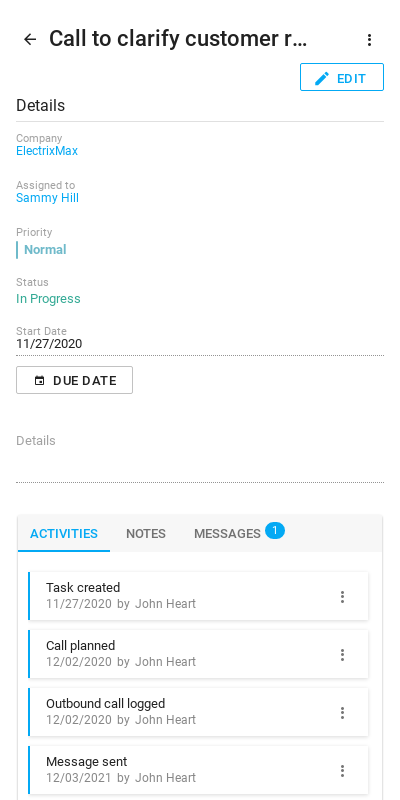 Call to clarify customer r...
EDIT
Details
Company
ElectrixMax
Assigned to
Sammy Hill
Priority
Normal
Status
In Progress
Start Date
11/27/2020
DUE DATE
Details
ACTIVITIES NOTES MESSAGES 1
Task created
11/27/2020 by John Heart
Call planned
12/02/2020 by John Heart
Outbound call logged
12/02/2020 by John Heart
Message sent
12/03/2021 by John Heart